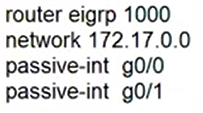 router eigrp 1000
network 172.17.0.0
passive-int  g0/0
passive-int  g0/1